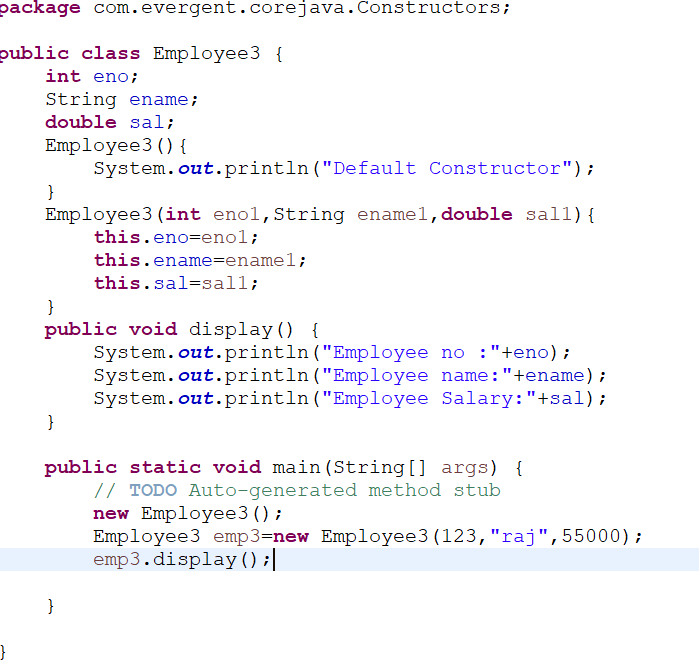 package com.evergent.corejava.Constructors;
public class Employee3 {
int eno;
String ename;
double sal;
Employee3(){
System.out.println("Default Constructor");
}
Employee3(int eno1,String ename1,double sal1){
this.eno=eno1;
this.ename=ename1;
this.sal=sal1;
}
public void display() {
System.out.println("Employee no :"+eno);
System.out.println("Employee name:"+ename);
System.out.println("Employee Salary:"+sal);
}
public static void main(String[] args) {
// TODO Auto-generated method stub
new Employee3();
Employee3 emp3=new Employee3(123,"raj",55000);
emp3.display();
}
}